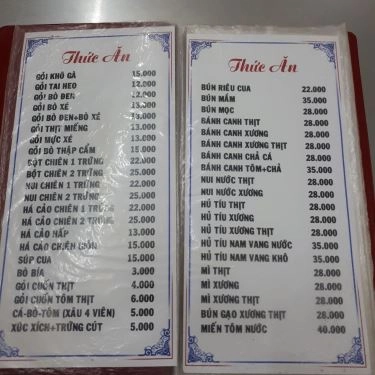 Thức Ăn
GỎI KHÔ GÀ 15.000
GỎI TAI HEO 12.000
GỎI BÒ ĐEN 12.000
GỎI BÒ XÉ 13.000
GỎI BÒ ĐEN+BÒ XÉ 13.000
GỎI THỊT MIẾNG 13.000
GỎI MỰC XÉ 13.000
GỎI BÒ THẬP CẨM 15.000
BỘT CHIÊN 1 TRỨNG 22.000
BỘT CHIÊN 2 TRỨNG 25.000
NUI CHIÊN 1 TRỨNG 22.000
NUI CHIÊN 2 TRỨNG 25.000
HÁ CẢO CHIÊN 1 TRỨNG 22.000
HÁ CẢO CHIÊN 2 TRỨNG 25.000
HÁ CẢO HẤP 13.000
HÁ CẢO CHIÊN GIÒN 15.000
SÚP CUA 15.000
BÒ BÍA 3.000
GỎI CUỐN THỊT 4.000
GỎI CUỐN TÔM THỊT 6.000
CÁ-BÒ-TÔM (XÂU 4 VIÊN) 5.000
XÚC XÍCH+TRỨNG CÚT 5.000
Thức Ăn
BÚN RIÊU CUA 22.000
BÚN MẮM 35.000
BÚN MỌC 28.000
BÁNH CANH THỊT 28.000
BÁNH CANH XƯƠNG 28.000
BÁNH CANH THỊT XƯƠNG 28.000
BÁNH CANH CHẢ CÁ 28.000
BÁNH CANH TÔM+CHẢ 35.000
NUI NƯỚC THỊT 28.000
NUI NƯỚC XƯƠNG 28.000
HỦ TÍU THỊT 28.000
HỦ TÍU XƯƠNG 28.000
HỦ TÍU THỊT XƯƠNG 28.000
HỦ TÍU NAM VANG NƯỚC 35.000
HỦ TÍU NAM VANG KHÔ 35.000
MÌ THỊT 28.000
MÌ XƯƠNG 28.000
MÌ XƯƠNG THỊT 28.000
BÚN GẠO XƯƠNG THỊT 28.000
MIẾN TÔM NƯỚC 40.000